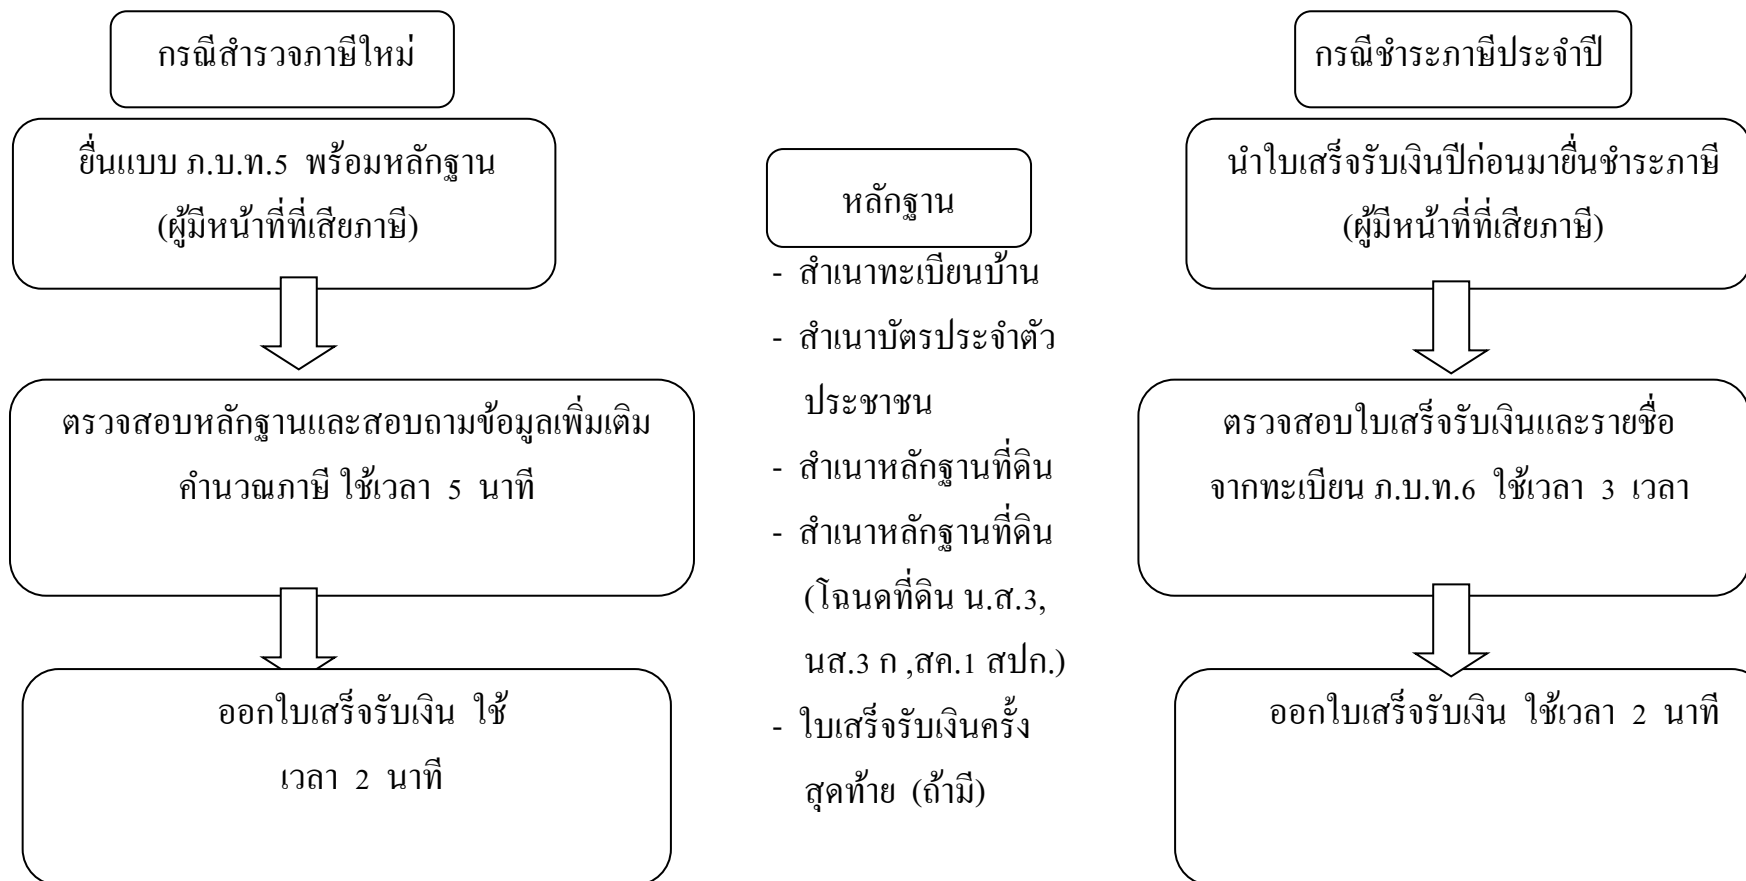 กรณีสำรวจภาษีใหม่
ยื่นแบบ ภ.บ.ท.5 พร้อมหลักฐาน
(ผู้มีหน้าที่ที่เสียภาษี)
ตรวจสอบหลักฐานและสอบถามข้อมูลเพิ่มเติม
คำนวณภาษี ใช้เวลา 5 นาที
ออกใบเสร็จรับเงิน ใช้
เวลา 2 นาที
หลักฐาน
- สำเนาทะเบียนบ้าน
- สำเนาบัตรประจำตัว
ประชาชน
- สำเนาหลักฐานที่ดิน
- สำเนาหลักฐานที่ดิน
(โฉนดที่ดิน น.ส.3,
นส.3 ก ,สค.1 สปก.)
- ใบเสร็จรับเงินครั้ง
สุดท้าย (ถ้ามี)
กรณีชำระภาษีประจำปี
นำใบเสร็จรับเงินปีก่อนมายื่นชำระภาษี
(ผู้มีหน้าที่ที่เสียภาษี)
ตรวจสอบใบเสร็จรับเงินและรายชื่อ
จากทะเบียน ภ.บ.ท.6 ใช้เวลา 3 เวลา
ออกใบเสร็จรับเงิน ใช้เวลา 2 นาที